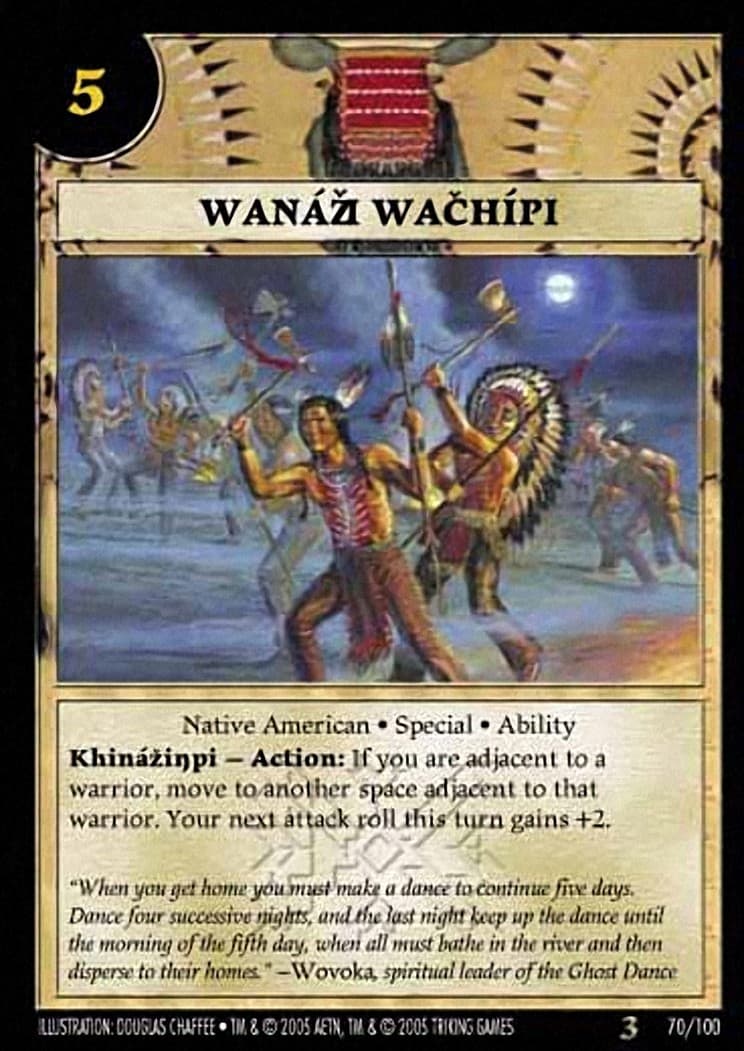 5
WANÁŽI WAČHÍPI
Native American • Special • Ability
Khinážiŋpi – Action: If you are adjacent to a
warrior, move to another space adjacent to that
warrior. Your next attack roll this turn gains +2.
"When you get home you must make a dance to continue five days.
Dance four successive nights, and the last night keep up the dance until
the morning of the fifth day, when all must bathe in the river and then
disperse to their homes." –Wovoka, spiritual leader of the Ghost Dance
ILLUSTRATION: DOUGLAS CHAFFEE • TM & © 2005 AETN, TM & © 2005 TRIKING GAMES 3 70/100